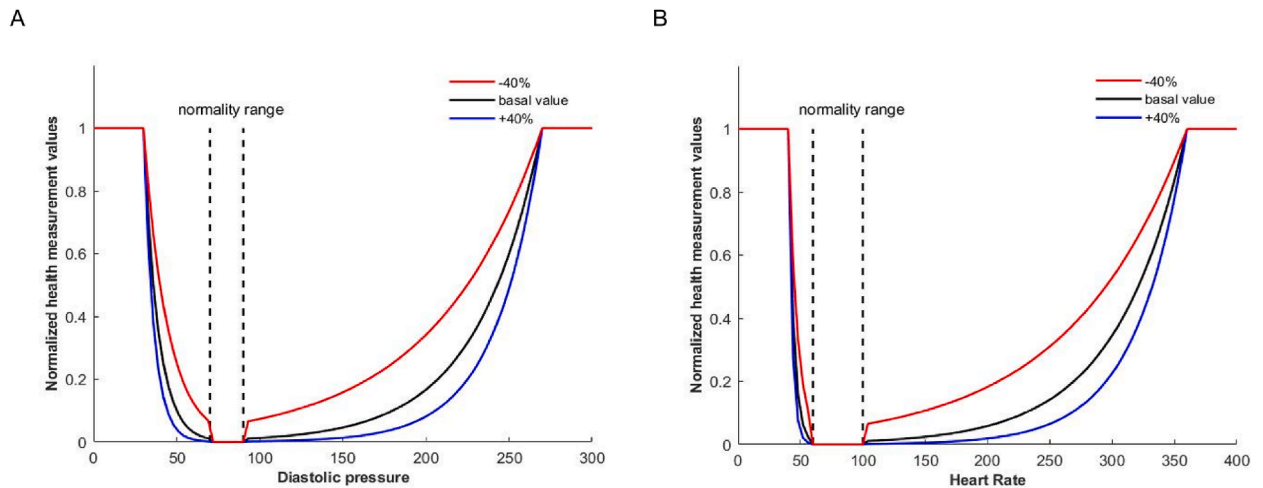 A
normality range
-40%
basal value
+40%
Normalized health measurement values
1
0.8
0.6
0.4
0.2
0
0 50 100 150 200 250 300
Diastolic pressure
B
normality range
-40%
basal value
+40%
Normalized health measurement values
1
0.8
0.6
0.4
0.2
0
0 50 100 150 200 250 300 350 400
Heart Rate